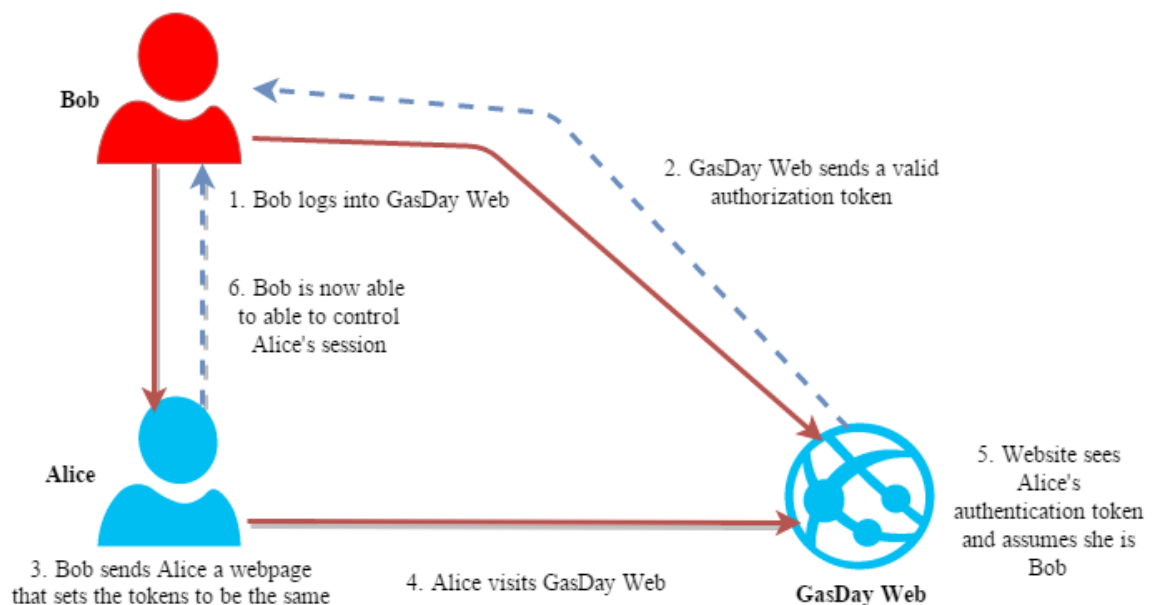 Bob
1. Bob logs into GasDay Web
2. GasDay Web sends a valid
authorization token
6. Bob is now able
to able to control
Alice's session
Alice
3. Bob sends Alice a webpage
that sets the tokens to be the same
4. Alice visits GasDay Web
5. Website sees
Alice's
authentication token
and assumes she is
Bob
GasDay Web